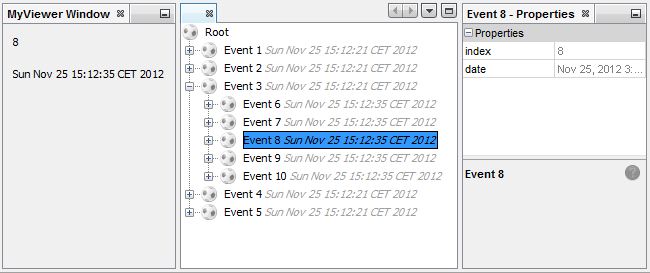 MyViewer Window
8
Sun Nov 25 15:12:35 CET 2012
Root
Event 1 Sun Nov 25 15:12:21 CET 2012
Event 2 Sun Nov 25 15:12:21 CET 2012
Event 3 Sun Nov 25 15:12:21 CET 2012
Event 6 Sun Nov 25 15:12:35 CET 2012
Event 7 Sun Nov 25 15:12:35 CET 2012
Event 8 Sun Nov 25 15:12:35 CET 2012
Event 9 Sun Nov 25 15:12:35 CET 2012
Event 10 Sun Nov 25 15:12:35 CET 2012
Event 4 Sun Nov 25 15:12:21 CET 2012
Event 5 Sun Nov 25 15:12:21 CET 2012
Event 8 - Properties
Properties
index 8
date Nov 25, 2012 3:...
Event 8 ?